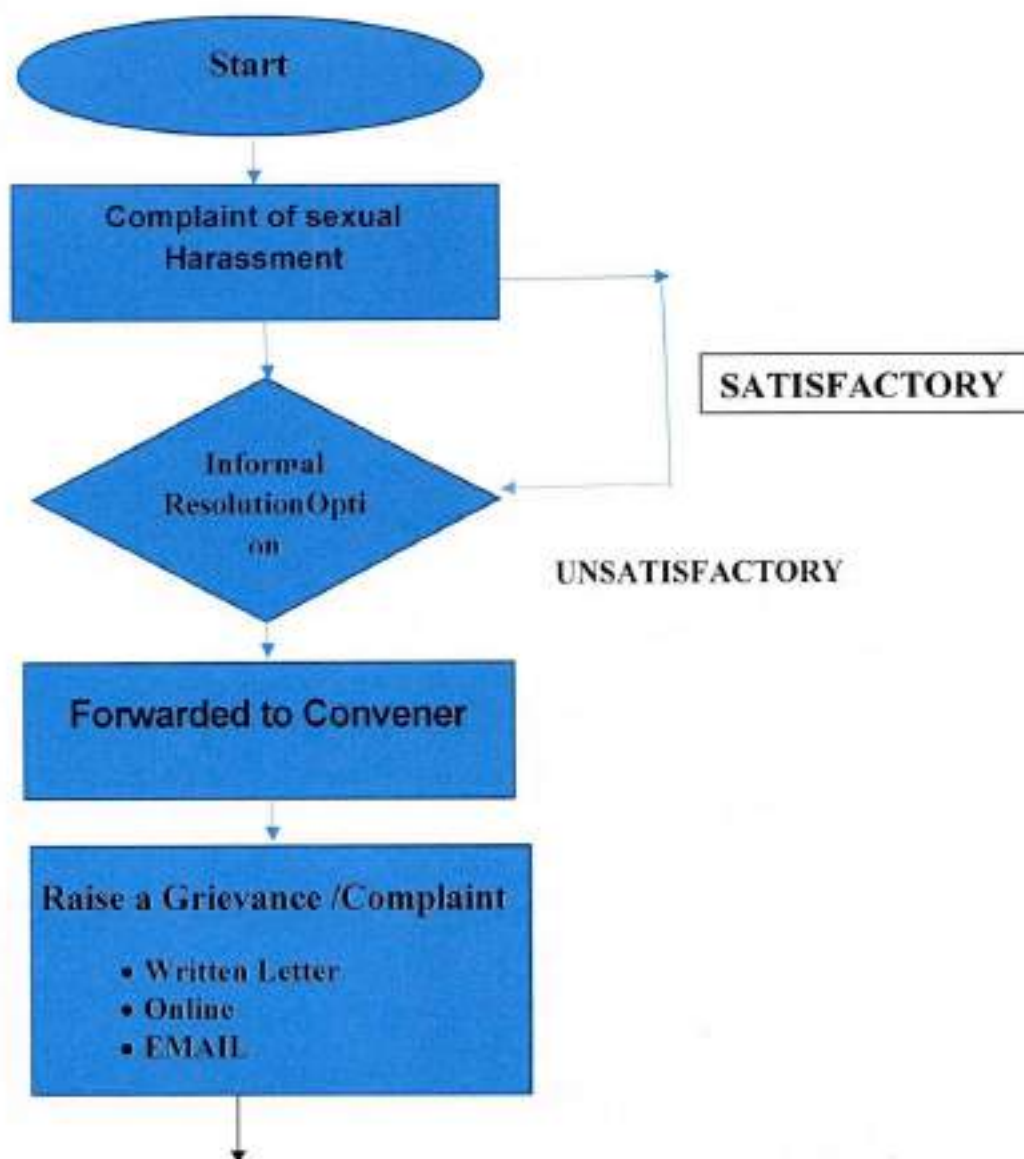 Start
Complaint of sexual
Harassment
SATISFACTORY
Informal
ResolutionOpti
on
UNSATISFACTORY
Forwarded to Convener
Raise a Grievance /Complaint
• Written Letter
• Online
• EMAIL